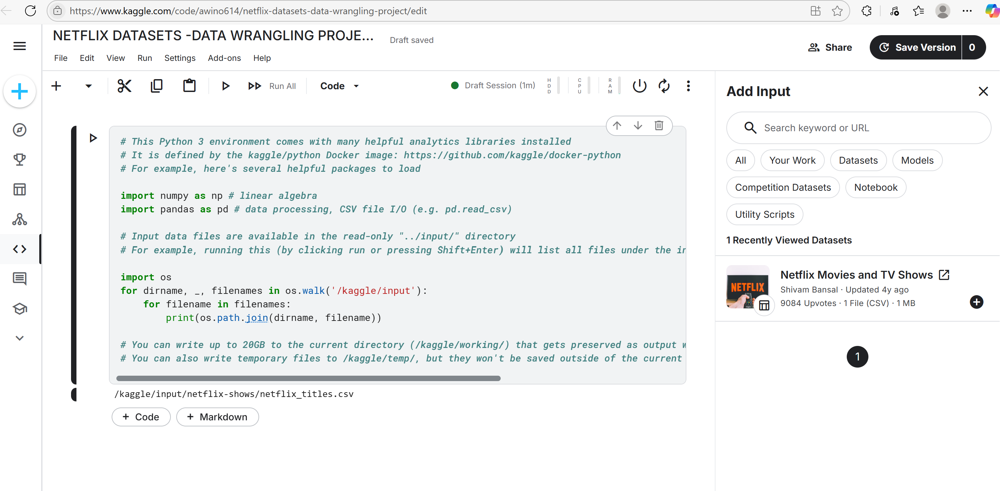 https://www.kaggle.com/code/awino614/netflix-datasets-data-wrangling-project/edit
NETFLIX DATASETS -DATA WRANGLING PROJE...
Draft saved
Share
Save Version
0
File Edit View Run Settings Add-ons Help
Run All
Code
Draft Session (1m)
HDD
CPU
RAM
# This Python 3 environment comes with many helpful analytics libraries installed
# It is defined by the kaggle/python Docker image: https://github.com/kaggle/docker-python
# For example, here's several helpful packages to load
import numpy as np # linear algebra
import pandas as pd # data processing, CSV file I/O (e.g. pd.read_csv)
# Input data files are available in the read-only "../input/" directory
# For example, running this (by clicking run or pressing Shift+Enter) will list all files under the in
import os
for dirname, _, filenames in os.walk('/kaggle/input'):
    for filename in filenames:
        print(os.path.join(dirname, filename))
# You can write up to 20GB to the current directory (/kaggle/working/) that gets preserved as output w
# You can also write temporary files to /kaggle/temp/, but they won't be saved outside of the current
/kaggle/input/netflix-shows/netflix_titles.csv
+ Code
+ Markdown
Add Input
Search keyword or URL
All
Your Work
Datasets
Models
Competition Datasets
Notebook
Utility Scripts
1 Recently Viewed Datasets
NETFLIX
Netflix Movies and TV Shows
Shivam Bansal · Updated 4y ago
9084 Upvotes · 1 File (CSV) · 1 MB
1